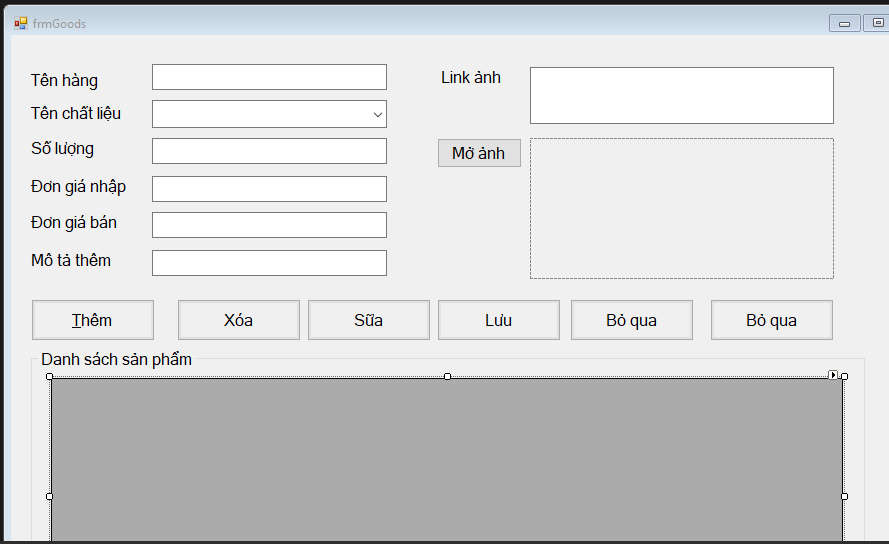 frmGoods
Tên hàng
Link ảnh
Tên chất liệu
Số lượng
Mở ảnh
Đơn giá nhập
Đơn giá bán
Mô tả thêm
Thêm
Xóa
Sữa
Lưu
Bỏ qua
Bỏ qua
Danh sách sản phẩm